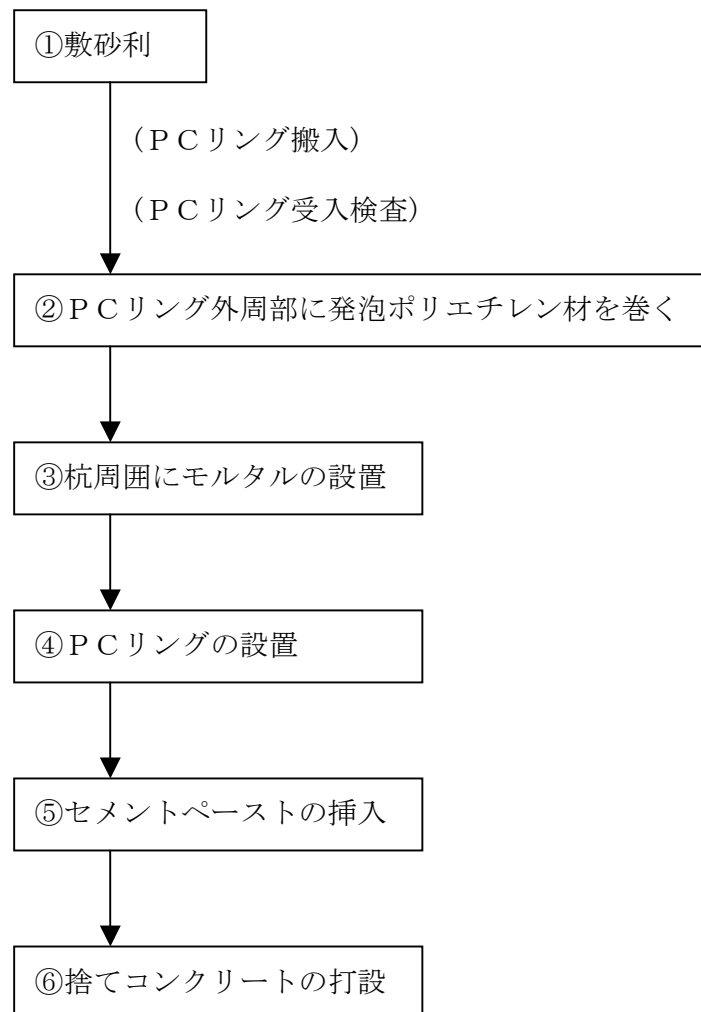 ①敷砂利
（ＰＣリング搬入）
（ＰＣリング受入検査）
②ＰＣリング外周部に発泡ポリエチレン材を巻く
③杭周囲にモルタルの設置
④ＰＣリングの設置
⑤セメントペーストの挿入
⑥捨てコンクリートの打設